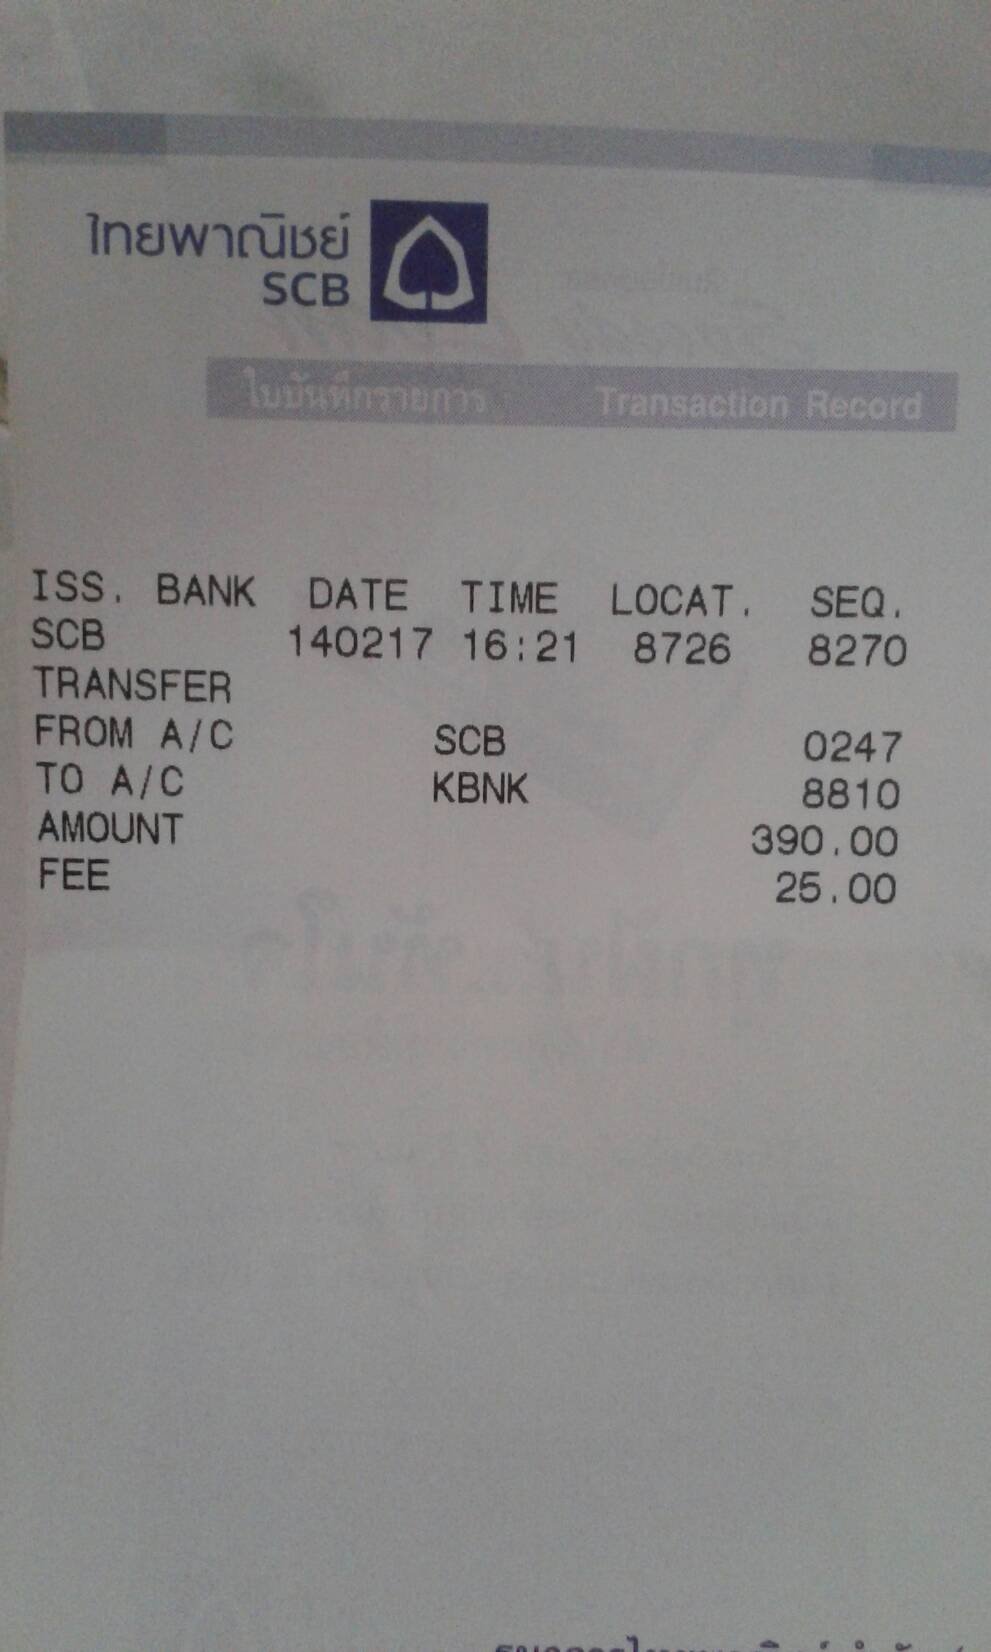 ไทยพาณิชย์
SCB
ใบบันทึกรายการ Transaction Record
ISS. BANK DATE TIME LOCAT. SEQ.
SCB 140217 16:21 8726 8270
TRANSFER
FROM A/C SCB 0247
TO A/C KBNK 8810
AMOUNT 390.00
FEE 25.00